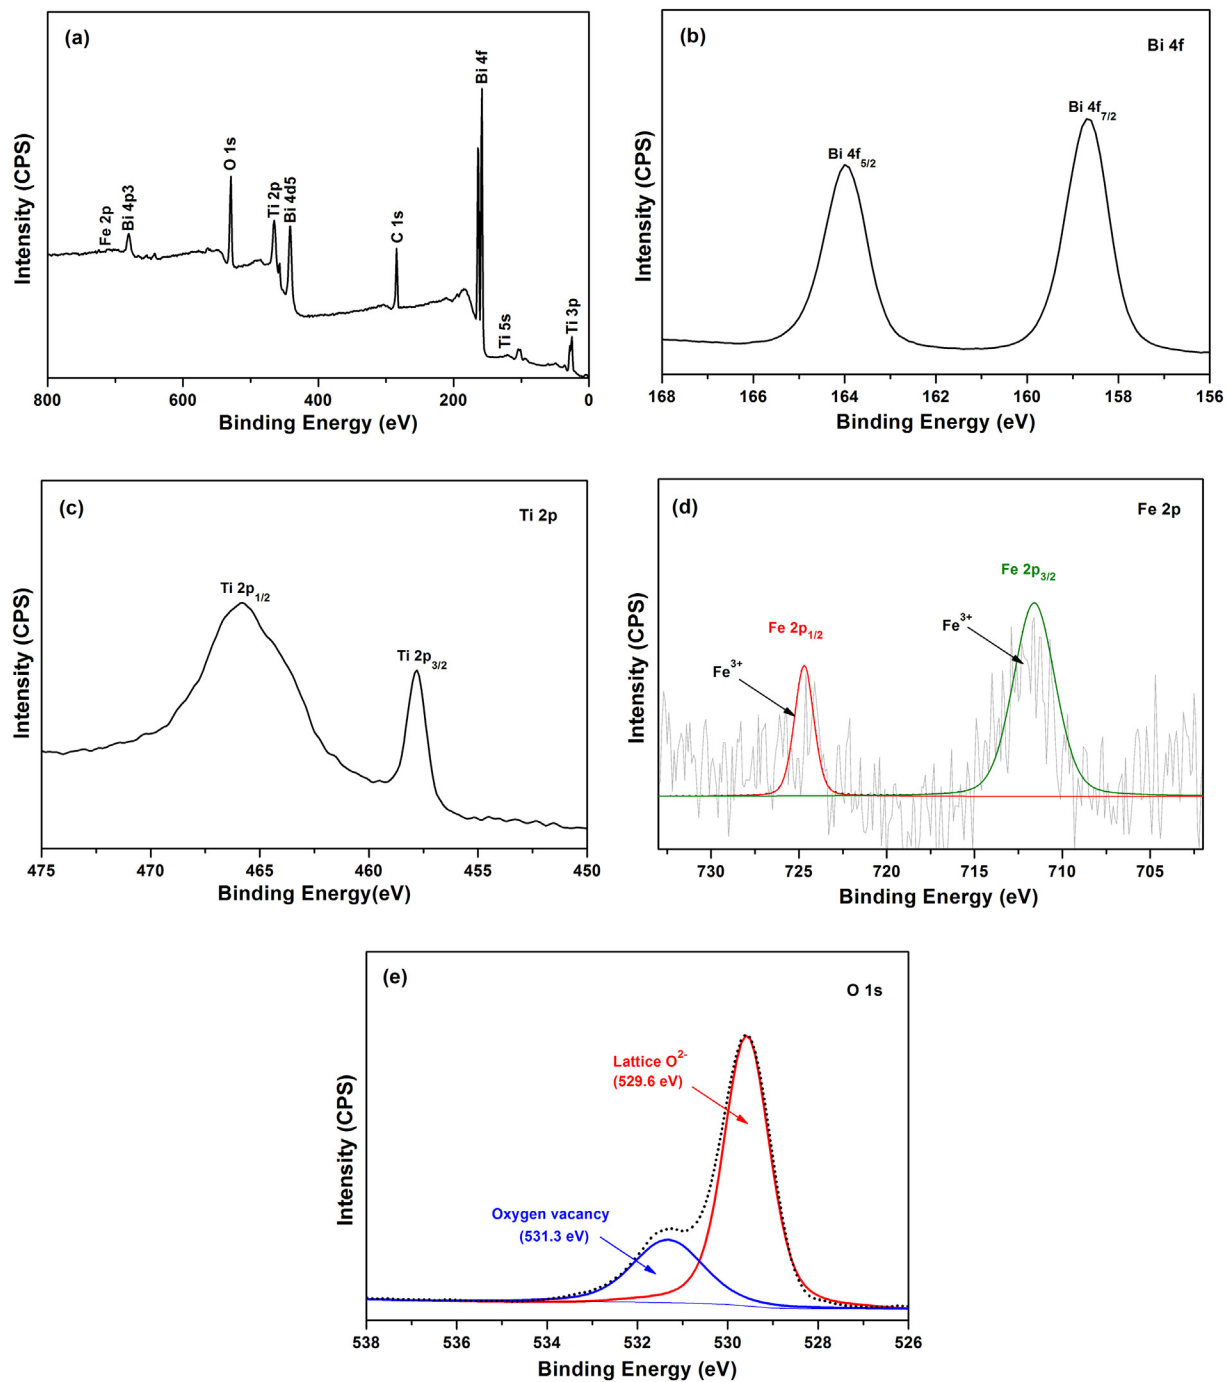 (a)
Fe 2p
Bi 4p3
O 1s
Ti 2p
Bi 4d5
C 1s
Bi 4f
Ti 5s
Ti 3p
Intensity (CPS)
800 600 400 200 0
Binding Energy (eV)
(b)
Bi 4f
Bi 4f5/2
Bi 4f7/2
Intensity (CPS)
168 166 164 162 160 158 156
Binding Energy (eV)
(c)
Ti 2p
Ti 2p1/2
Ti 2p3/2
Intensity (CPS)
475 470 465 460 455 450
Binding Energy(eV)
(d)
Fe 2p
Fe 2p3/2
Fe3+
Fe 2p1/2
Fe3+
Intensity (CPS)
730 725 720 715 710 705
Binding Energy (eV)
(e)
O 1s
Lattice O2-
(529.6 eV)
Oxygen vacancy
(531.3 eV)
Intensity (CPS)
538 536 534 532 530 528 526
Binding Energy (eV)